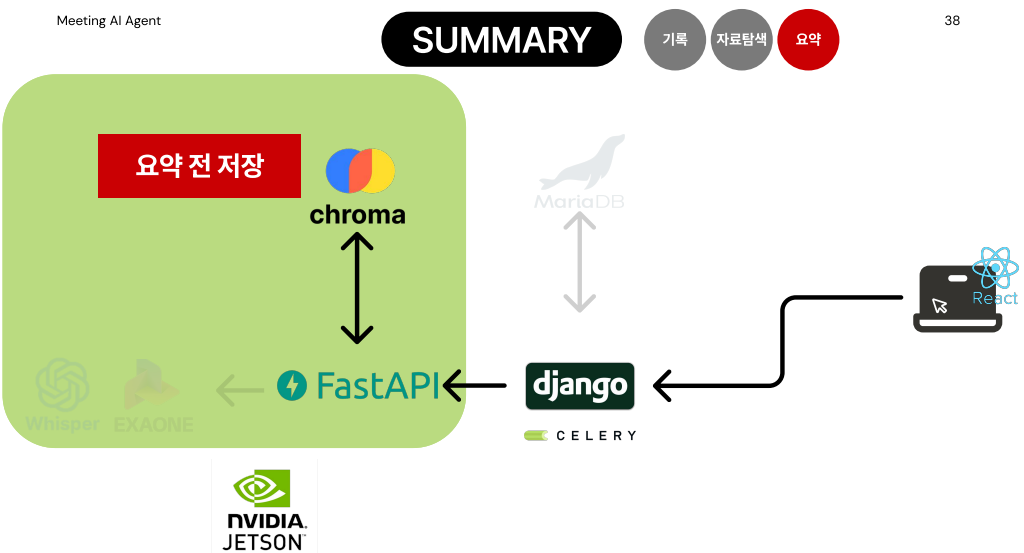 Meeting AI Agent
SUMMARY
기록
자료탐색
요약
38
요약 전 저장
chroma
MariaDB
React
Whisper
EXAONE
FastAPI
django
CELERY
NVIDIA.
JETSON™